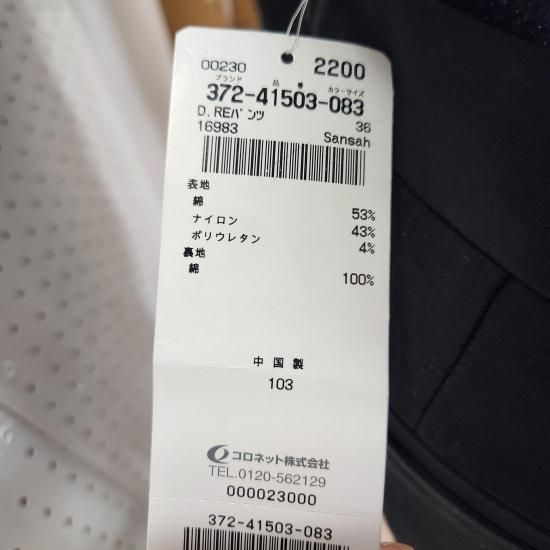 00230 2200
ブランド 品番 カラーサイズ
372-41503-083
D.REパンツ 36
16983 Sansah
表地
綿 53%
ナイロン 43%
ポリウレタン 4%
裏地
綿 100%
中国製
103
コロネット株式会社
TEL.0120-562129
000023000
372-41503-083